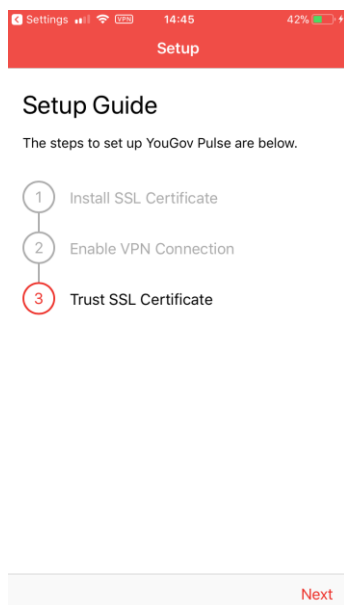 Settings VPN 14:45 42%
Setup
Setup Guide
The steps to set up YouGov Pulse are below.
1 Install SSL Certificate
2 Enable VPN Connection
3 Trust SSL Certificate
Next